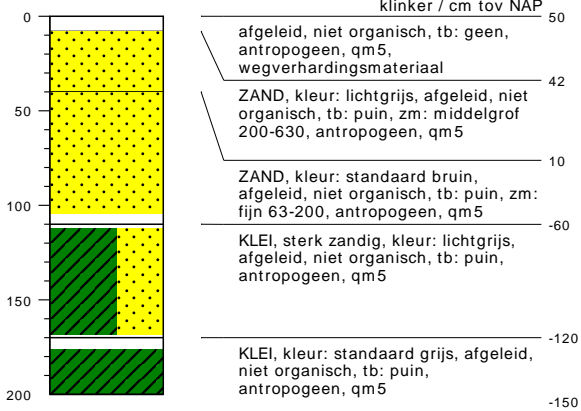 klinker / cm tov NAP
0
50
afgeleid, niet organisch, tb: geen,
antropogeen, qm5,
wegverhardingsmateriaal
42
ZAND, kleur: lichtgrijs, afgeleid, niet
organisch, tb: puin, zm: middelgrof
200-630, antropogeen, qm5
50
10
ZAND, kleur: standaard bruin,
afgeleid, niet organisch, tb: puin, zm:
fijn 63-200, antropogeen, qm5
100
-60
KLEI, sterk zandig, kleur: lichtgrijs,
afgeleid, niet organisch, tb: puin,
antropogeen, qm5
150
-120
KLEI, kleur: standaard grijs, afgeleid,
niet organisch, tb: puin,
antropogeen, qm5
200
-150